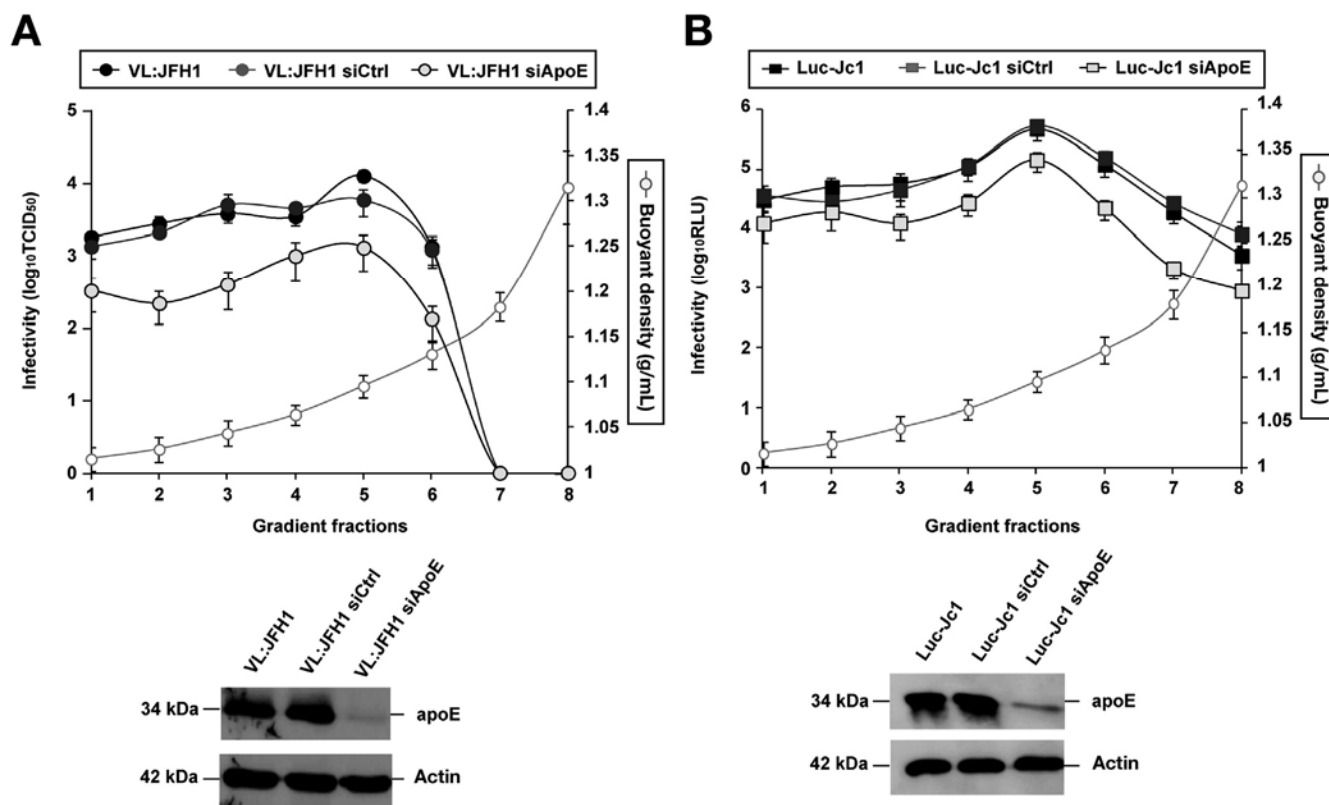 A
VL:JFH1 VL:JFH1 siCtrl VL:JFH1 siApoE
5
4
3
2
1
0
Infectivity (log10TCID50)
1.4
1.35
1.3
1.25
1.2
1.15
1.1
1.05
1
Buoyant density (g/mL)
1 2 3 4 5 6 7 8
Gradient fractions
VL:JFH1
VL:JFH1 siCtrl
VL:JFH1 siApoE
34 kDa apoE
42 kDa Actin
B
Luc-Jc1 Luc-Jc1 siCtrl Luc-Jc1 siApoE
6
5
4
3
2
1
0
Infectivity (log10RLU)
1.4
1.35
1.3
1.25
1.2
1.15
1.1
1.05
1
Buoyant density (g/mL)
1 2 3 4 5 6 7 8
Gradient fractions
Luc-Jc1
Luc-Jc1 siCtrl
Luc-Jc1 siApoE
34 kDa apoE
42 kDa Actin